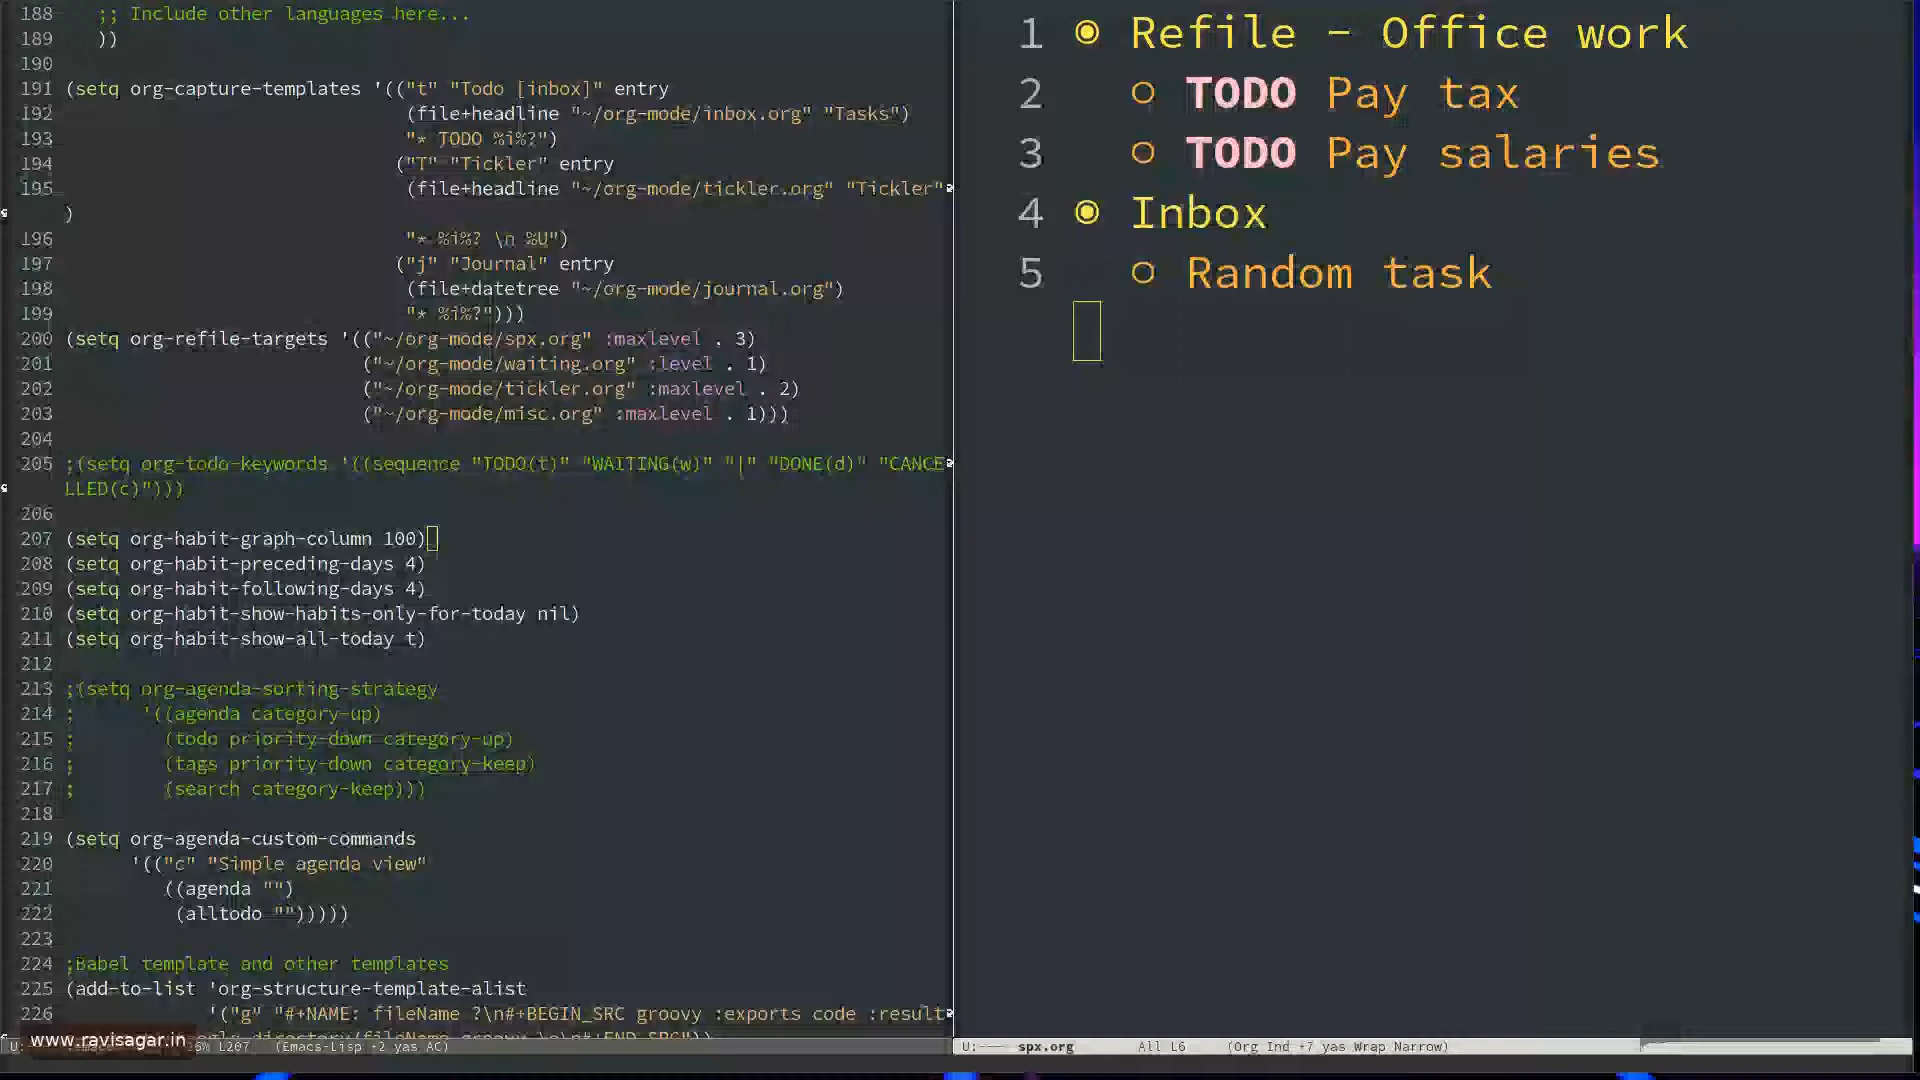 188    ;; Include other languages here...
189    ))
190
191 (setq org-capture-templates '(("t" "Todo [inbox]" entry
192                                (file+headline "~/org-mode/inbox.org" "Tasks")
193                                "* TODO %i%?")
194                               ("T" "Tickler" entry
195                                (file+headline "~/org-mode/tickler.org" "Tickler"
)
196                                "* %i%? \n %U")
197                               ("j" "Journal" entry
198                                (file+datetree "~/org-mode/journal.org")
199                                "* %i%?")))
200 (setq org-refile-targets '(("~/org-mode/spx.org" :maxlevel . 3)
201                            ("~/org-mode/waiting.org" :level . 1)
202                            ("~/org-mode/tickler.org" :maxlevel . 2)
203                            ("~/org-mode/misc.org" :maxlevel . 1)))
204
205 ;(setq org-todo-keywords '((sequence "TODO(t)" "WAITING(w)" "|" "DONE(d)" "CANCE
LLED(c)")))
206
207 (setq org-habit-graph-column 100)
208 (setq org-habit-preceding-days 4)
209 (setq org-habit-following-days 4)
210 (setq org-habit-show-habits-only-for-today nil)
211 (setq org-habit-show-all-today t)
212
213 ;(setq org-agenda-sorting-strategy
214 ;      '((agenda category-up)
215 ;        (todo priority-down category-up)
216 ;        (tags priority-down category-keep)
217 ;        (search category-keep)))
218
219 (setq org-agenda-custom-commands
220       '(("c" "Simple agenda view"
221          ((agenda "")
222           (alltodo "")))))
223
224 ;Babel template and other templates
225 (add-to-list 'org-structure-template-alist
226              '("g" "#+NAME: fileName ?\n#+BEGIN_SRC groovy :exports code :result
www.ravisagar.in
L207 (Emacs-Lisp +2 yas AC)
1 Refile - Office work
2 TODO Pay tax
3 TODO Pay salaries
4 Inbox
5 Random task
U:--- spx.org All L6 (Org Ind +7 yas Wrap Narrow)